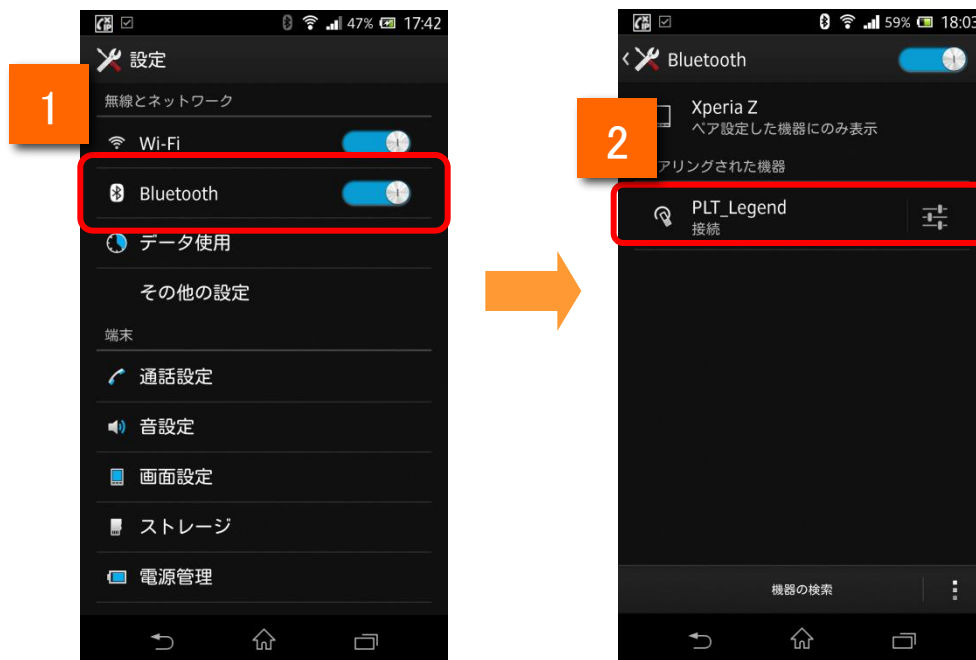 1
47% 17:42
設定
無線とネットワーク
Wi-Fi
Bluetooth
データ使用
その他の設定
端末
通話設定
音設定
画面設定
ストレージ
電源管理
2
59% 18:03
Bluetooth
Xperia Z
ペア設定した機器にのみ表示
アリングされた機器
PLT_Legend
接続
機器の検索